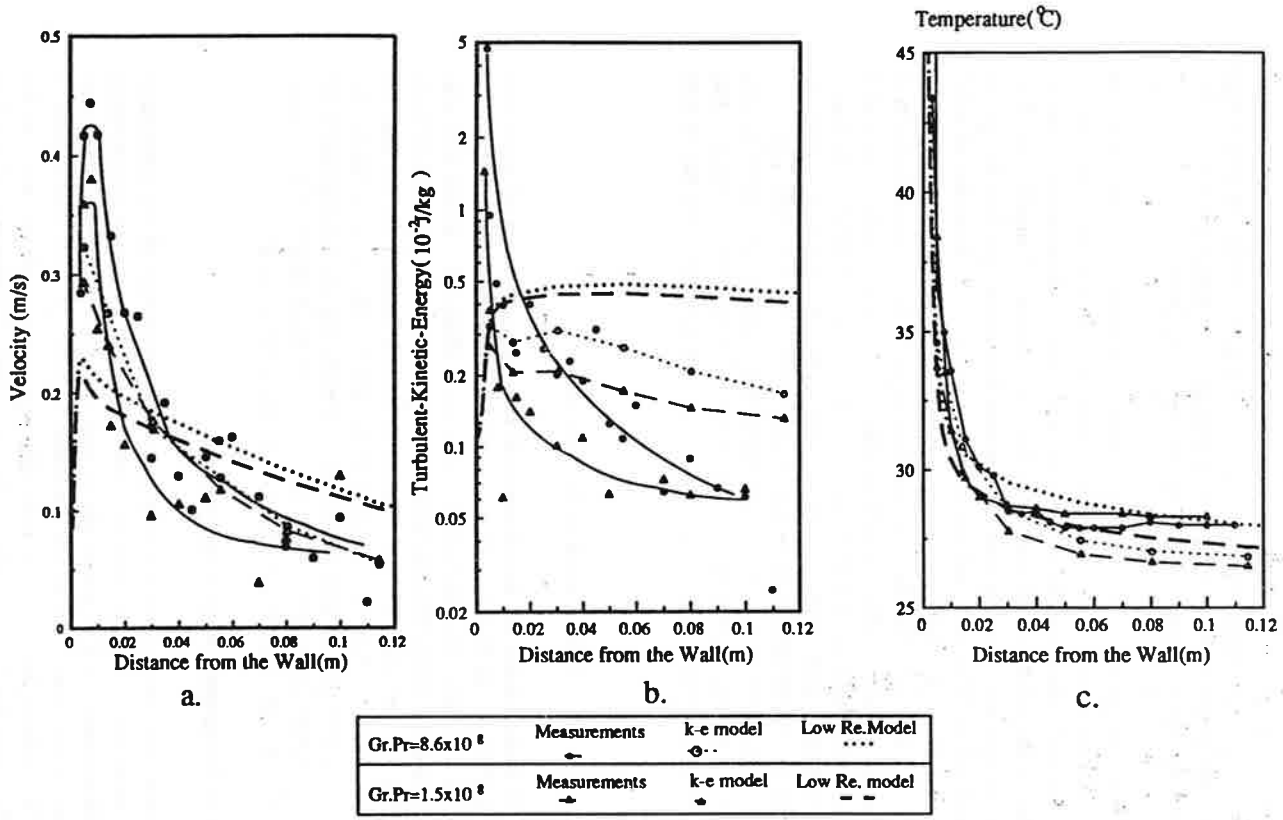 Temperature(°C)
0.5
0.4
0.3
0.2
0.1
0
Velocity (m/s)
0 0.02 0.04 0.06 0.08 0.1 0.12
Distance from the Wall(m)
a.
5
2
1
0.5
0.2
0.1
0.05
0.02
Turbulent-Kinetic-Energy( 10⁻²J/kg)
0 0.02 0.04 0.06 0.08 0.1 0.12
Distance from the Wall(m)
b.
45
40
35
30
25
0 0.02 0.04 0.06 0.08 0.1 0.12
Distance from the Wall(m)
c.
Measurements k-e model Low Re.Model
Gr.Pr=8.6x10⁸
Measurements k-e model Low Re. model
Gr.Pr=1.5x10⁸